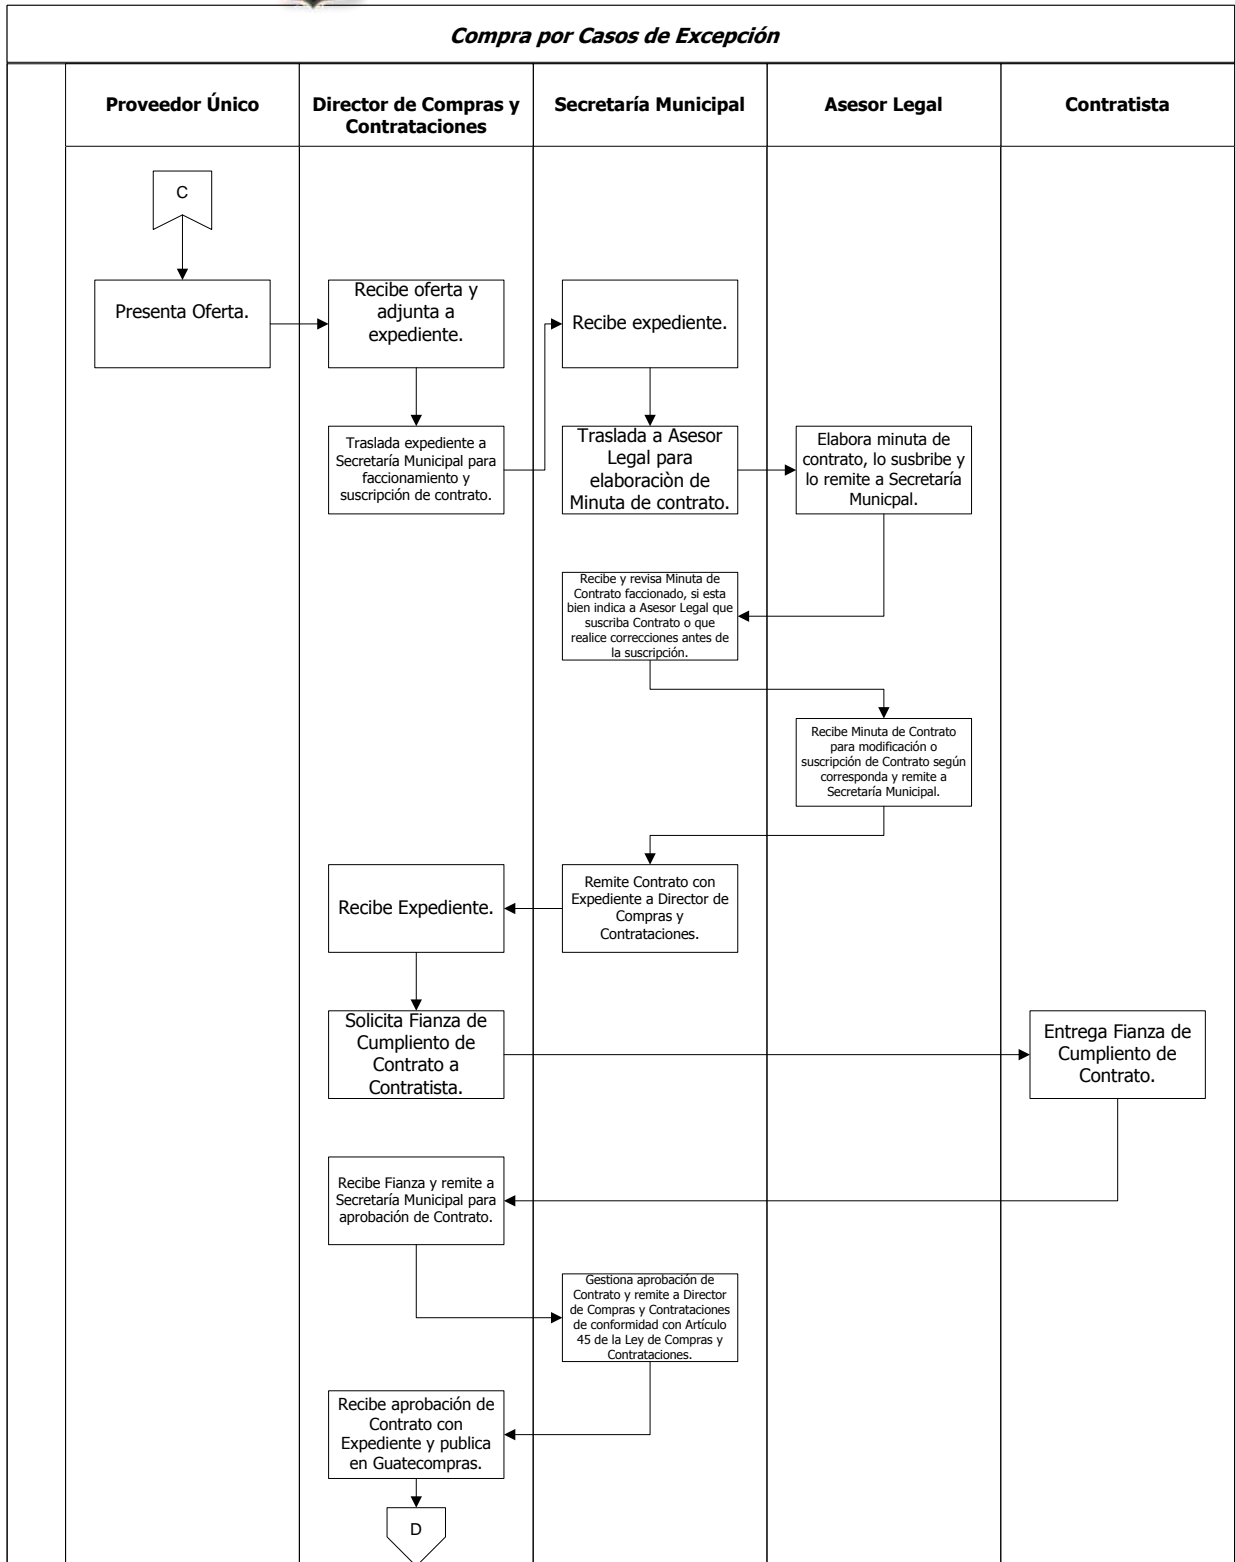 Compra por Casos de Excepción
Proveedor Único
Director de Compras y
Contrataciones
Secretaría Municipal
Asesor Legal
Contratista
C
Presenta Oferta.
Recibe oferta y
adjunta a
expediente.
Recibe expediente.
Traslada expediente a
Secretaría Municipal para
faccionamiento y
suscripción de contrato.
Traslada a Asesor
Legal para
elaboraciòn de
Minuta de contrato.
Elabora minuta de
contrato, lo susbribe y
lo remite a Secretaría
Municpal.
Recibe y revisa Minuta de
Contrato faccionado, si esta
bien indica a Asesor Legal que
suscriba Contrato o que
realice correcciones antes de
la suscripción.
Recibe Minuta de Contrato
para modificación o
suscripción de Contrato según
corresponda y remite a
Secretaría Municipal.
Remite Contrato con
Expediente a Director de
Compras y
Contrataciones.
Recibe Expediente.
Solicita Fianza de
Cumpliento de
Contrato a
Contratista.
Entrega Fianza de
Cumpliento de
Contrato.
Recibe Fianza y remite a
Secretaría Municipal para
aprobación de Contrato.
Gestiona aprobación de
Contrato y remite a Director
de Compras y Contrataciones
de conformidad con Artículo
45 de la Ley de Compras y
Contrataciones.
Recibe aprobación de
Contrato con
Expediente y publica
en Guatecompras.
D